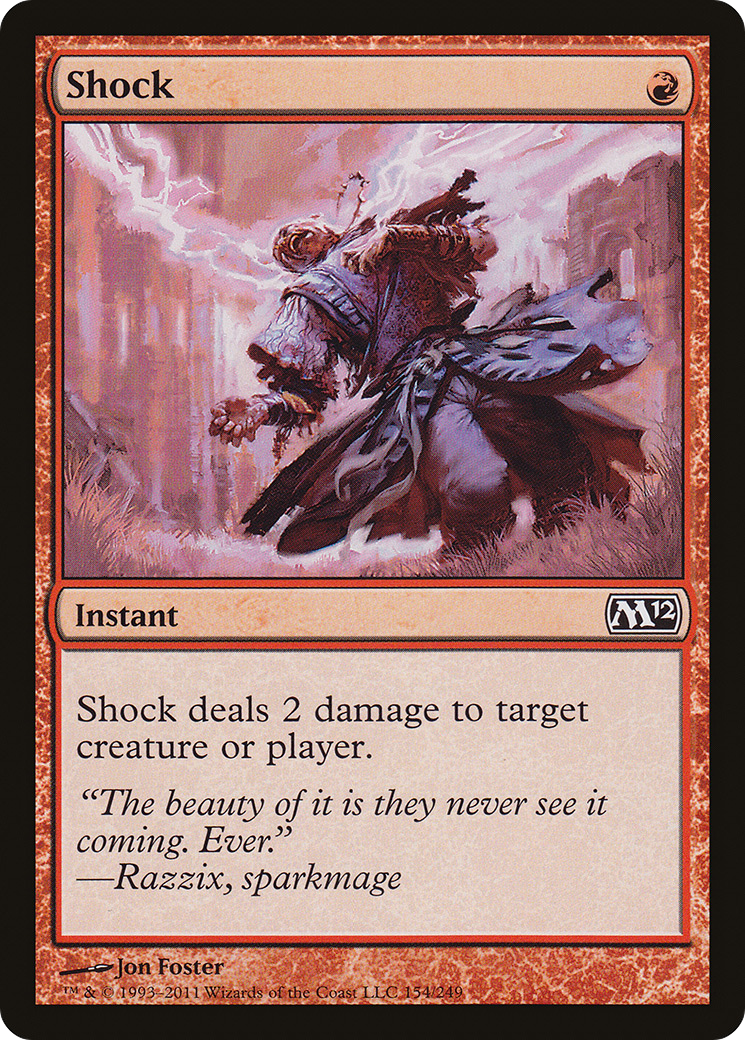 Shock
Instant
M12
Shock deals 2 damage to target
creature or player.
“The beauty of it is they never see it
coming. Ever.”
—Razzix, sparkmage
Jon Foster
™ & © 1993–2011 Wizards of the Coast LLC 154/249